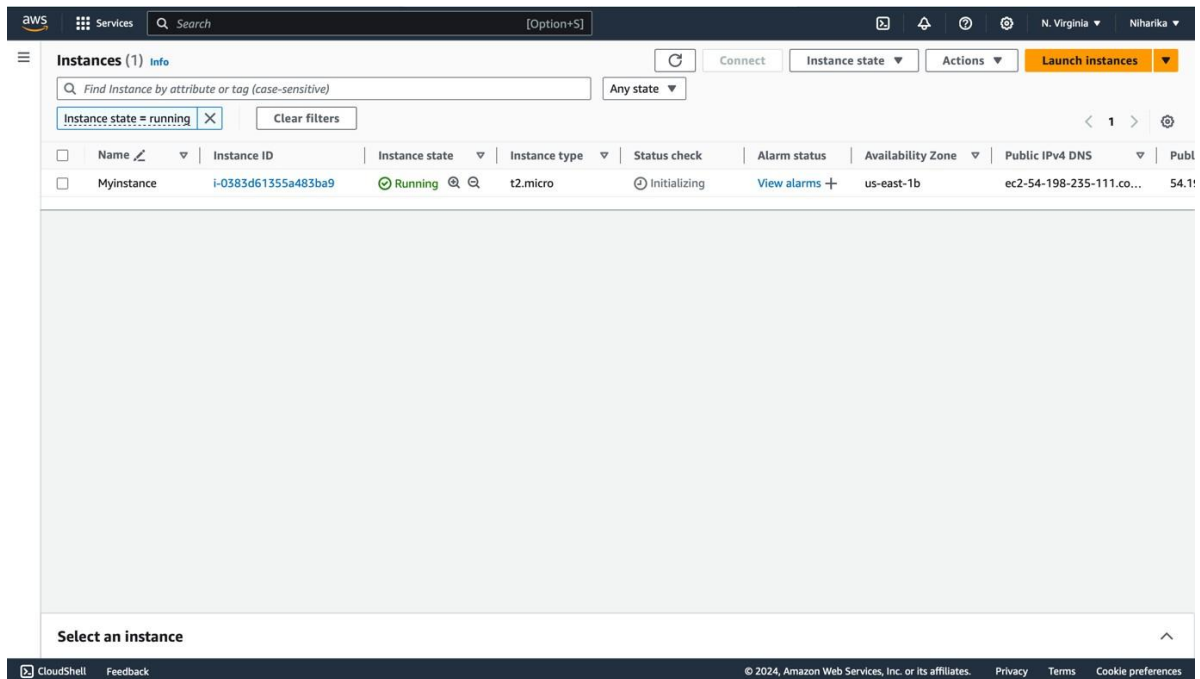 aws Services Search [Option+S] N. Virginia Niharika
Instances (1) Info Connect Instance state Actions Launch instances
Find Instance by attribute or tag (case-sensitive) Any state
Instance state = running Clear filters 1
Name Instance ID Instance state Instance type Status check Alarm status Availability Zone Public IPv4 DNS Publ
Myinstance i-0383d61355a483ba9 Running t2.micro Initializing View alarms + us-east-1b ec2-54-198-235-111.co... 54.19
Select an instance
CloudShell Feedback © 2024, Amazon Web Services, Inc. or its affiliates. Privacy Terms Cookie preferences